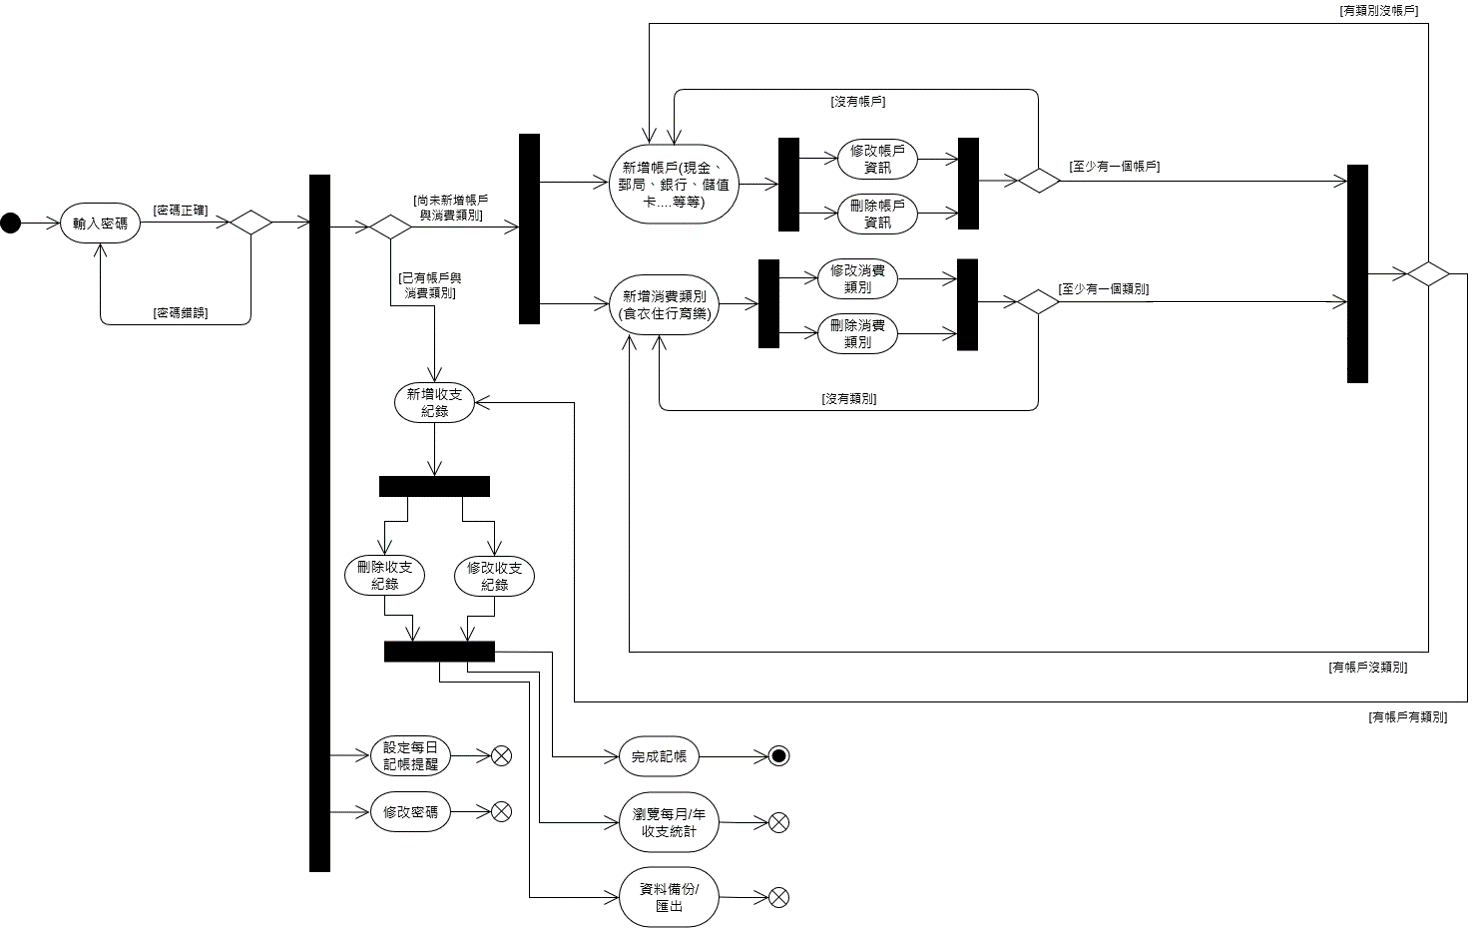 [有類別沒帳戶]
[沒有帳戶]
新增帳戶(現金、
郵局、銀行、儲值
卡....等等)
修改帳戶
資訊
刪除帳戶
資訊
[至少有一個帳戶]
輸入密碼
[密碼正確]
[密碼錯誤]
[尚未新增帳戶
與消費類別]
[已有帳戶與
消費類別]
新增消費類別
(食衣住行育樂)
修改消費
類別
刪除消費
類別
[至少有一個類別]
[沒有類別]
新增收支
紀錄
刪除收支
紀錄
修改收支
紀錄
[有帳戶沒類別]
[有帳戶有類別]
設定每日
記帳提醒
修改密碼
完成記帳
瀏覽每月/年
收支統計
資料備份/
匯出